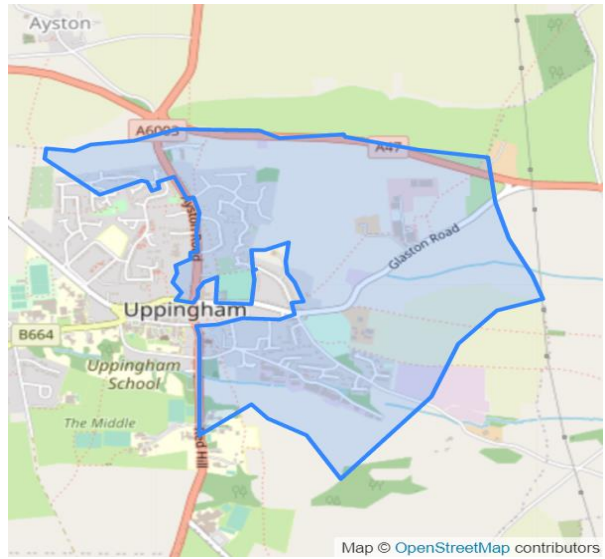 Ayston
A6003
A47
Glaston Road
Uppingham
B664
Uppingham
School
The Middle
Map © OpenStreetMap contributors